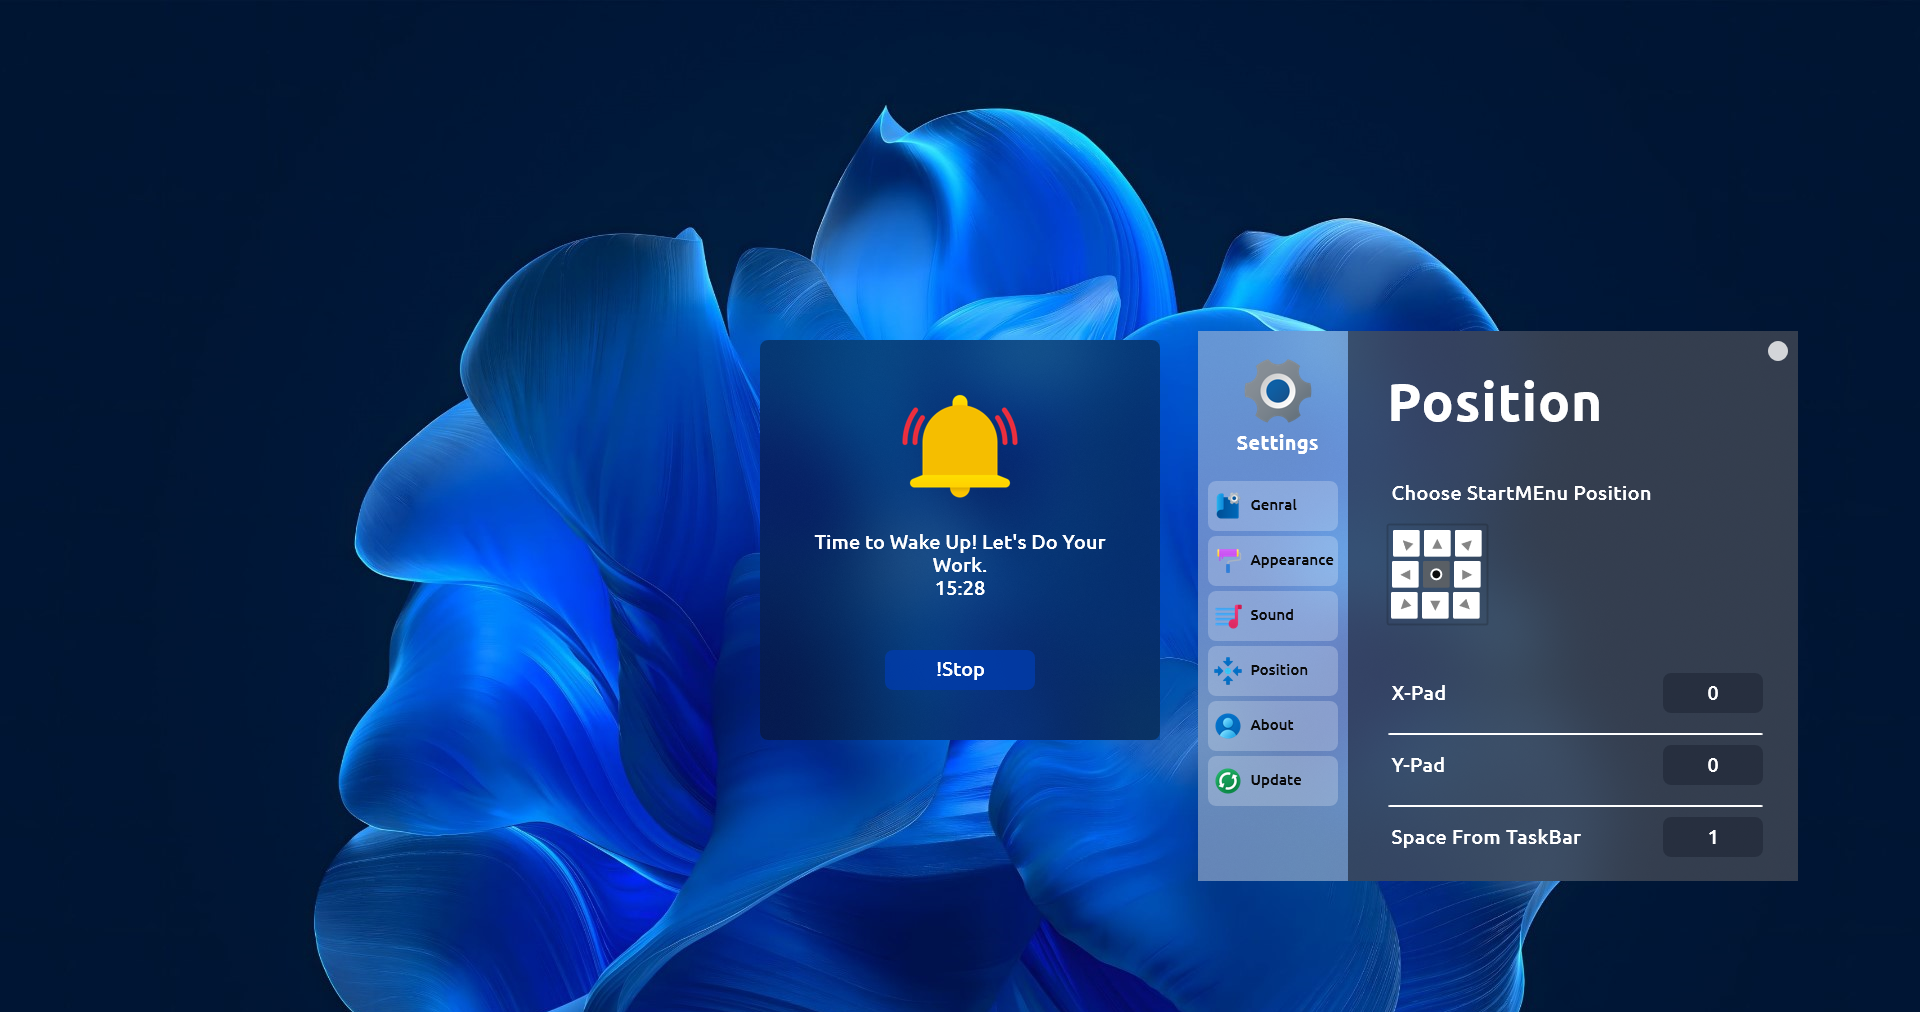 Time to Wake Up! Let's Do Your
Work.
15:28
!Stop
Settings
Genral
Appearance
Sound
Position
About
Update
Position
Choose StartMEnu Position
X-Pad
0
Y-Pad
0
Space From TaskBar
1